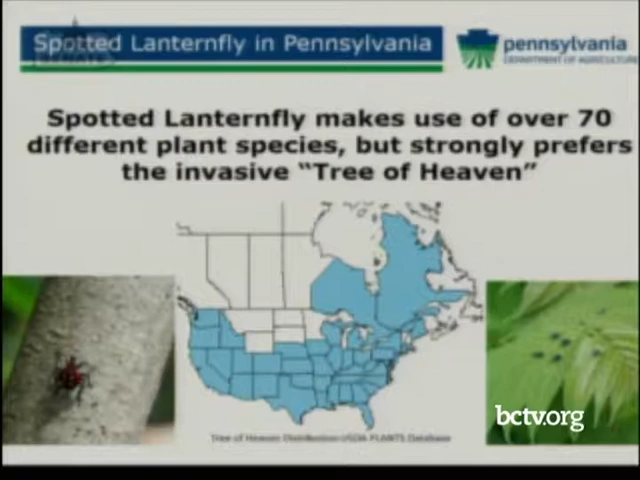 Spotted Lanternfly in Pennsylvania
pennsylvania
DEPARTMENT OF AGRICULTURE
SENATE
Spotted Lanternfly makes use of over 70
different plant species, but strongly prefers
the invasive “Tree of Heaven”
Tree of Heaven Distribution USDA PLANTS Database
bctv.org